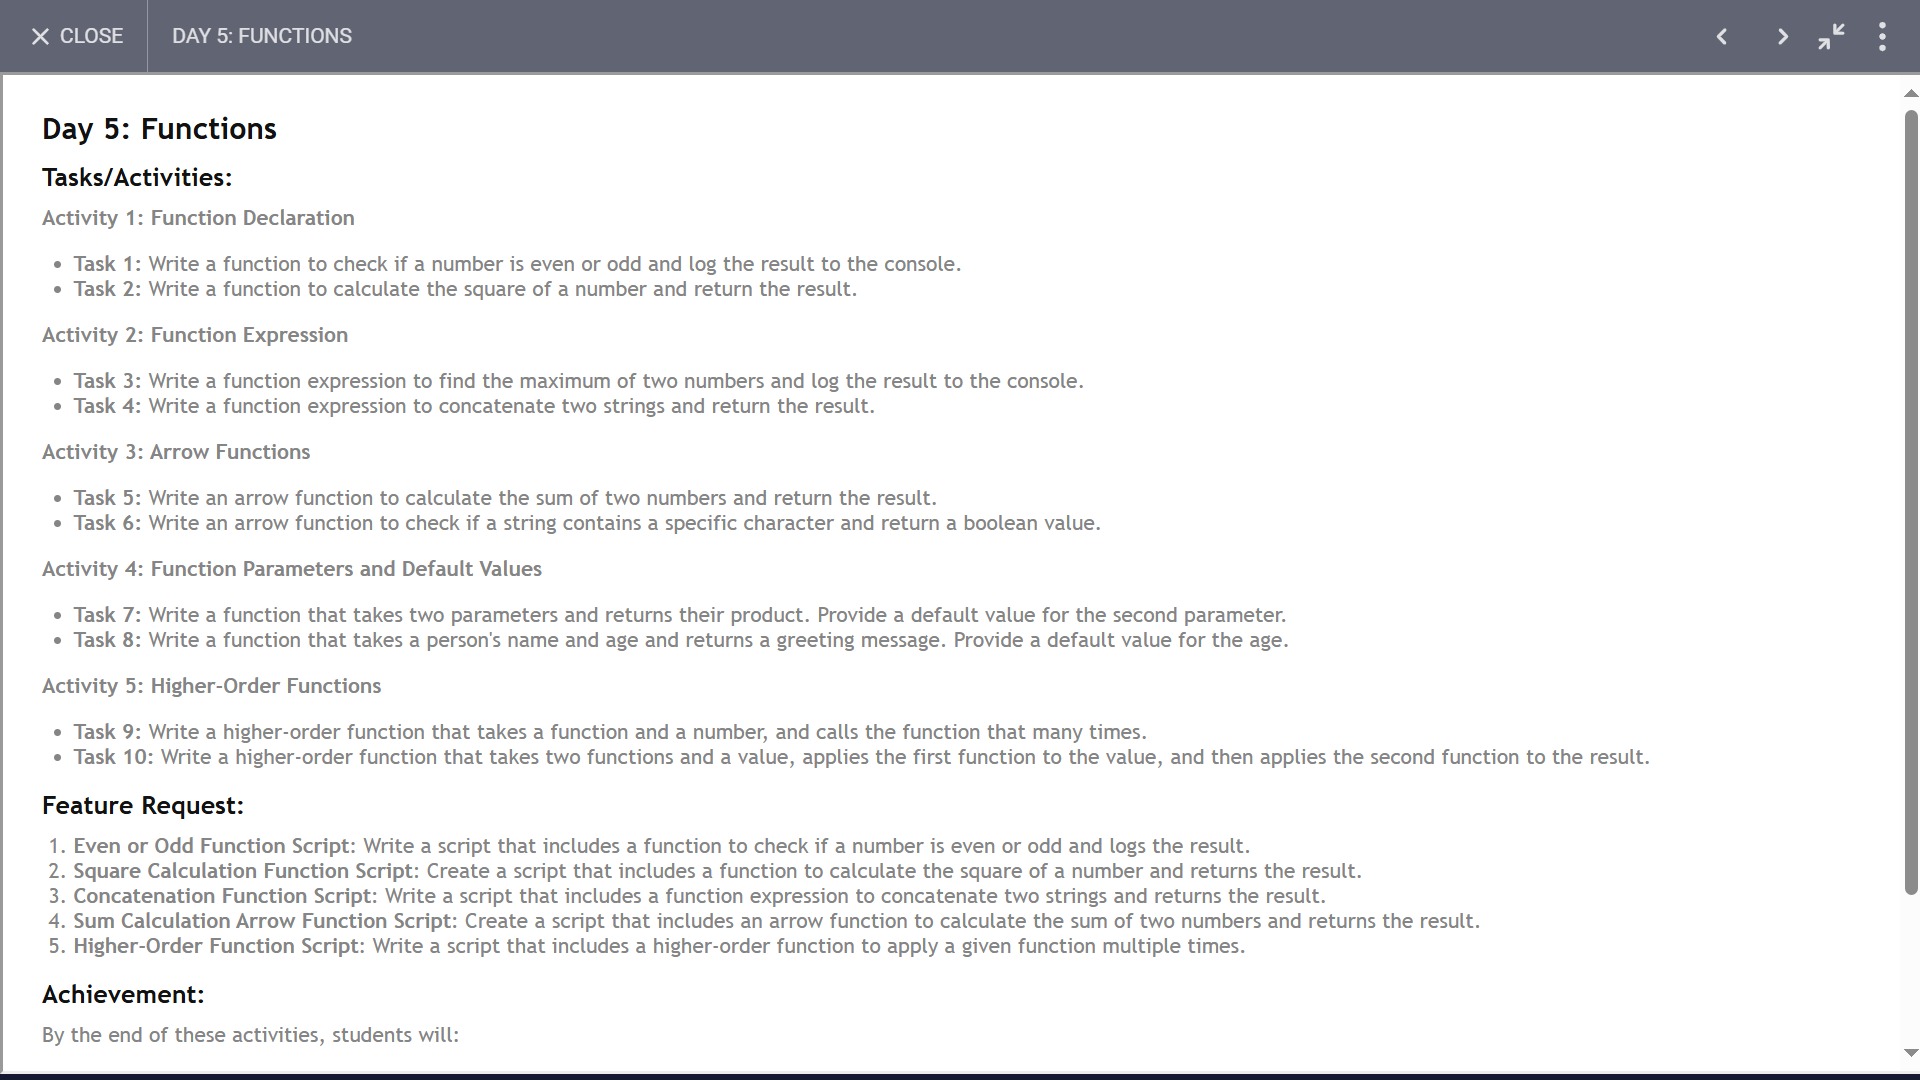 CLOSE
DAY 5: FUNCTIONS
Day 5: Functions
Tasks/Activities:
Activity 1: Function Declaration
• Task 1: Write a function to check if a number is even or odd and log the result to the console.
• Task 2: Write a function to calculate the square of a number and return the result.
Activity 2: Function Expression
• Task 3: Write a function expression to find the maximum of two numbers and log the result to the console.
• Task 4: Write a function expression to concatenate two strings and return the result.
Activity 3: Arrow Functions
• Task 5: Write an arrow function to calculate the sum of two numbers and return the result.
• Task 6: Write an arrow function to check if a string contains a specific character and return a boolean value.
Activity 4: Function Parameters and Default Values
• Task 7: Write a function that takes two parameters and returns their product. Provide a default value for the second parameter.
• Task 8: Write a function that takes a person's name and age and returns a greeting message. Provide a default value for the age.
Activity 5: Higher-Order Functions
• Task 9: Write a higher-order function that takes a function and a number, and calls the function that many times.
• Task 10: Write a higher-order function that takes two functions and a value, applies the first function to the value, and then applies the second function to the result.
Feature Request:
1. Even or Odd Function Script: Write a script that includes a function to check if a number is even or odd and logs the result.
2. Square Calculation Function Script: Create a script that includes a function to calculate the square of a number and returns the result.
3. Concatenation Function Script: Write a script that includes a function expression to concatenate two strings and returns the result.
4. Sum Calculation Arrow Function Script: Create a script that includes an arrow function to calculate the sum of two numbers and returns the result.
5. Higher-Order Function Script: Write a script that includes a higher-order function to apply a given function multiple times.
Achievement:
By the end of these activities, students will: